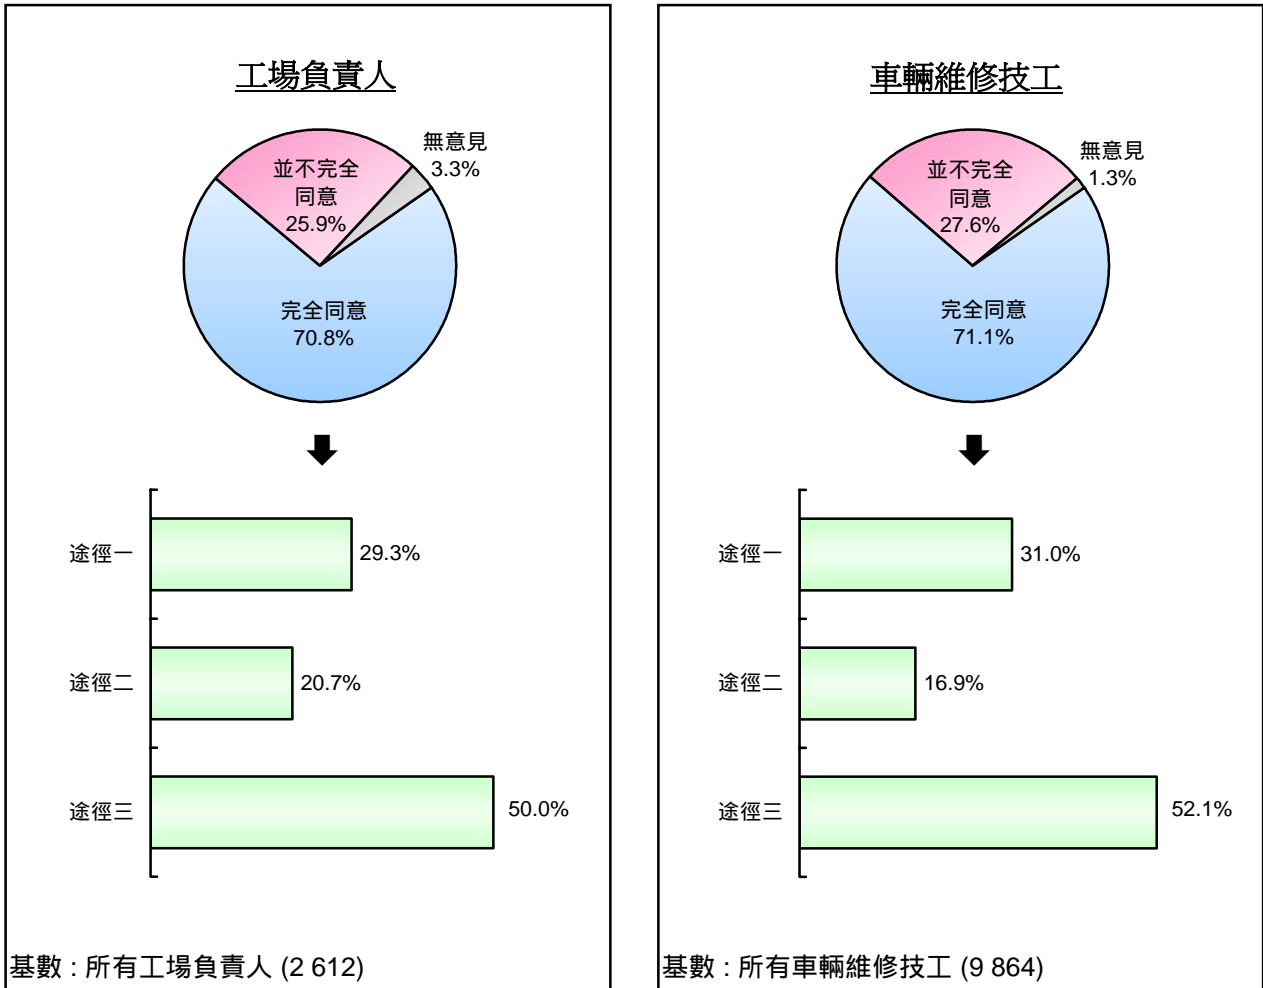 工場負責人
無意見
3.3%
並不完全
同意
25.9%
完全同意
70.8%
途徑一
29.3%
途徑二
20.7%
途徑三
50.0%
基數 : 所有工場負責人 (2 612)
車輛維修技工
無意見
1.3%
並不完全
同意
27.6%
完全同意
71.1%
途徑一
31.0%
途徑二
16.9%
途徑三
52.1%
基數 : 所有車輛維修技工 (9 864)